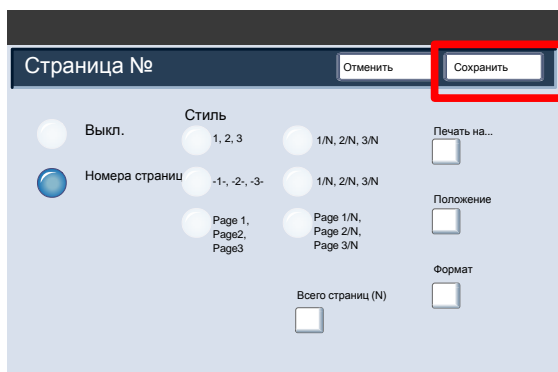 Страница №
Отменить
Сохранить
Выкл.
Номера страниц
Стиль
1, 2, 3
1/N, 2/N, 3/N
-1-, -2-, -3-
1/N, 2/N, 3/N
Page 1,
Page2,
Page3
Page 1/N,
Page 2/N,
Page 3/N
Всего страниц (N)
Печать на...
Положение
Формат